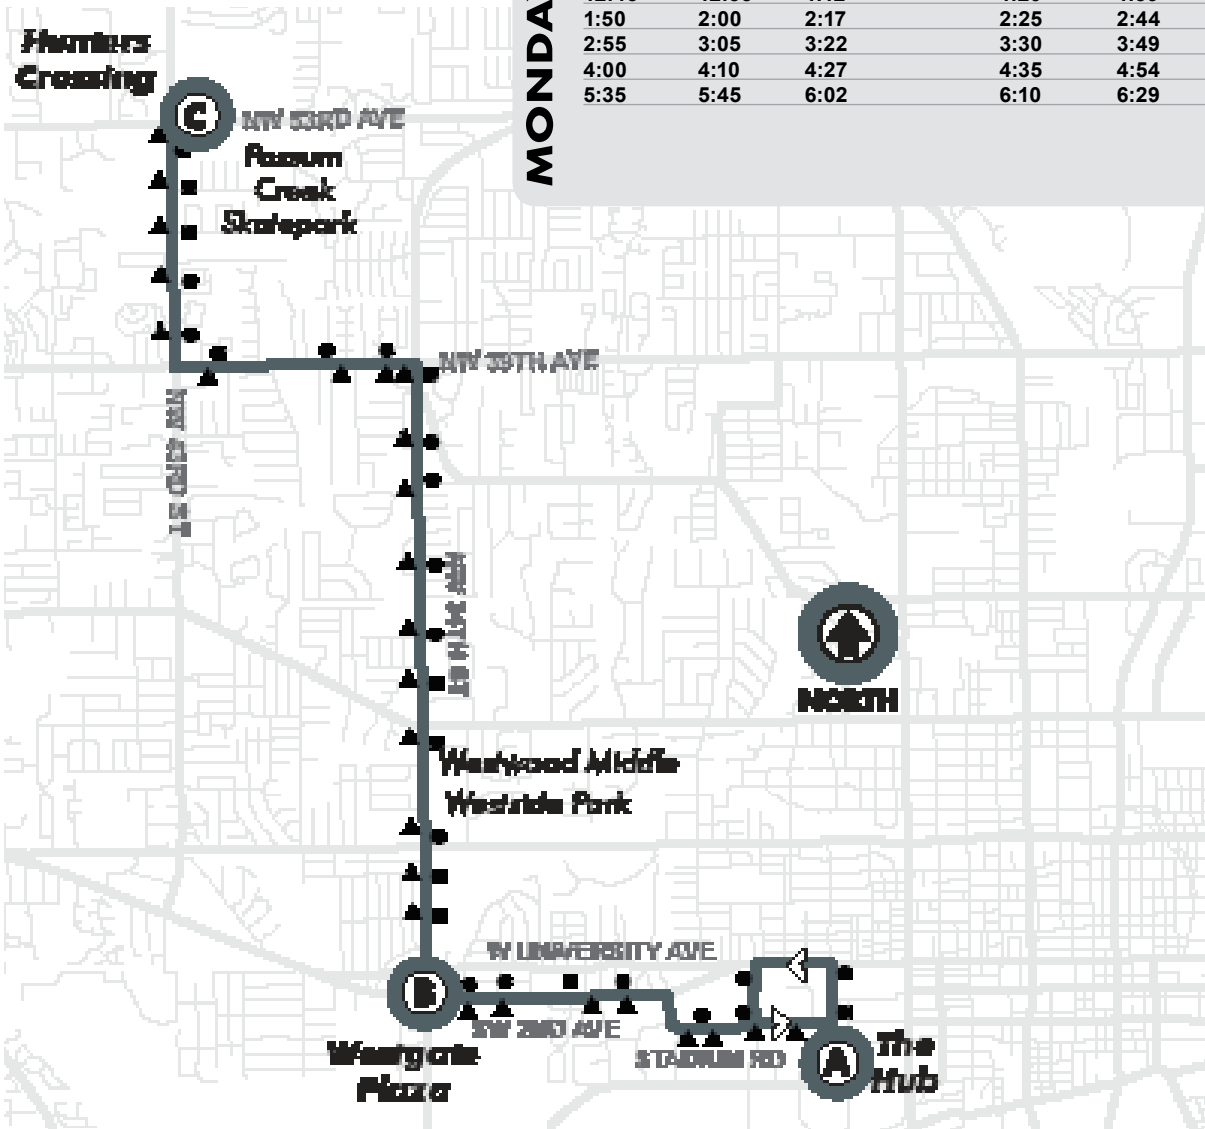 MONDA
1:50 2:00 2:17 2:25 2:44
2:55 3:05 3:22 3:30 3:49
4:00 4:10 4:27 4:35 4:54
5:35 5:45 6:02 6:10 6:29
Hunters
Crossing
C
NW 53RD AVE
Possum
Creek
Skatepark
NW 39TH AVE
NW 43RD ST
NW 34TH ST
NORTH
Westwood Middle
Westside Park
W UNIVERSITY AVE
B
SW 2ND AVE
Westgate
Plaza
STADIUM RD
A
The
Hub